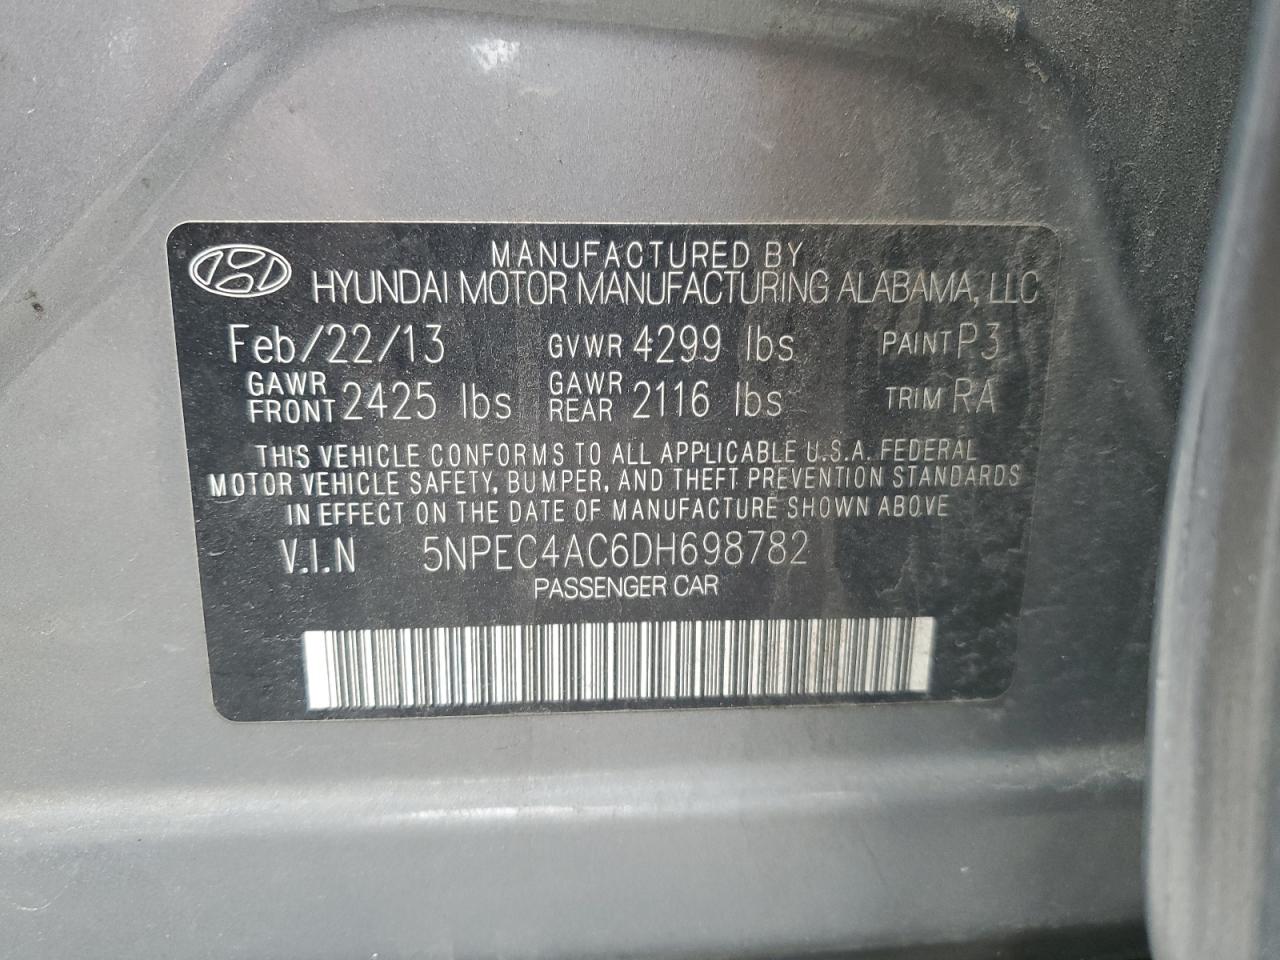 MANUFACTURED BY
HYUNDAI MOTOR MANUFACTURING ALABAMA, LLC
Feb/22/13 GVWR 4299 lbs PAINT P3
GAWR FRONT 2425 lbs GAWR REAR 2116 lbs TRIM RA
THIS VEHICLE CONFORMS TO ALL APPLICABLE U.S.A. FEDERAL
MOTOR VEHICLE SAFETY, BUMPER, AND THEFT PREVENTION STANDARDS
IN EFFECT ON THE DATE OF MANUFACTURE SHOWN ABOVE
V.I.N 5NPEC4AC6DH698782
PASSENGER CAR